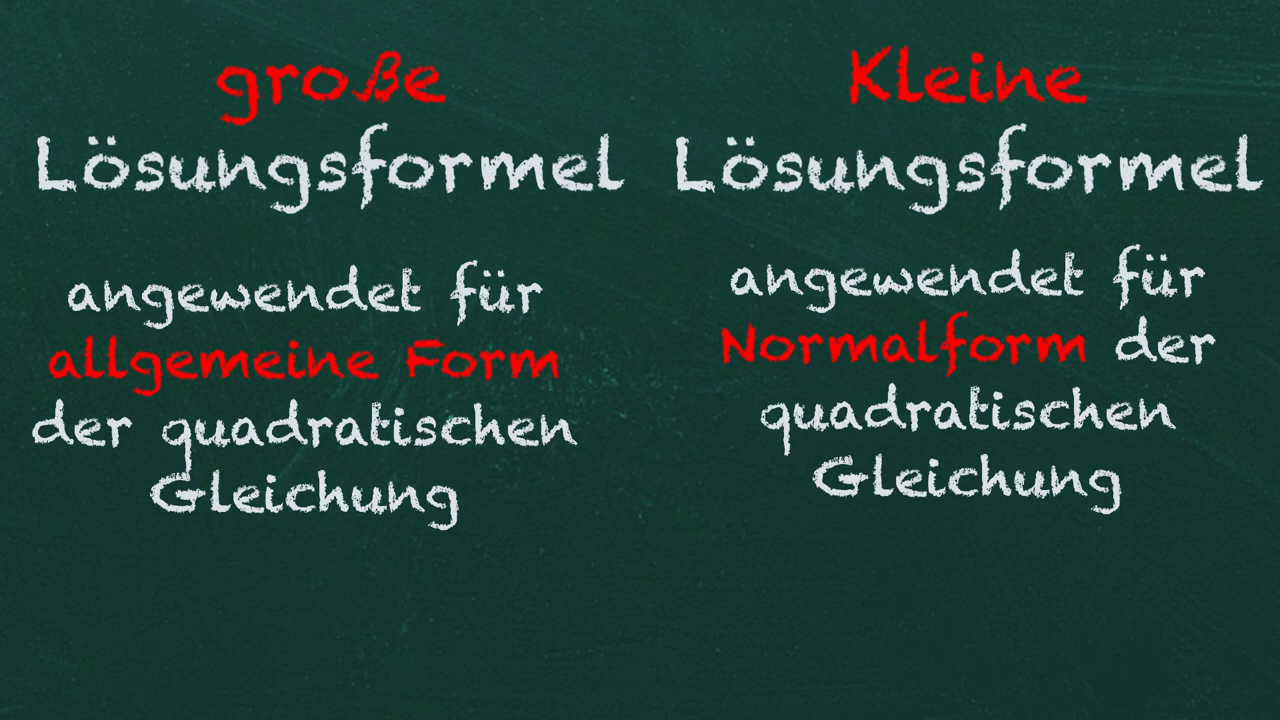 große
Lösungsformel
angewendet für
allgemeine Form
der quadratischen
Gleichung
Kleine
Lösungsformel
angewendet für
Normalform der
quadratischen
Gleichung